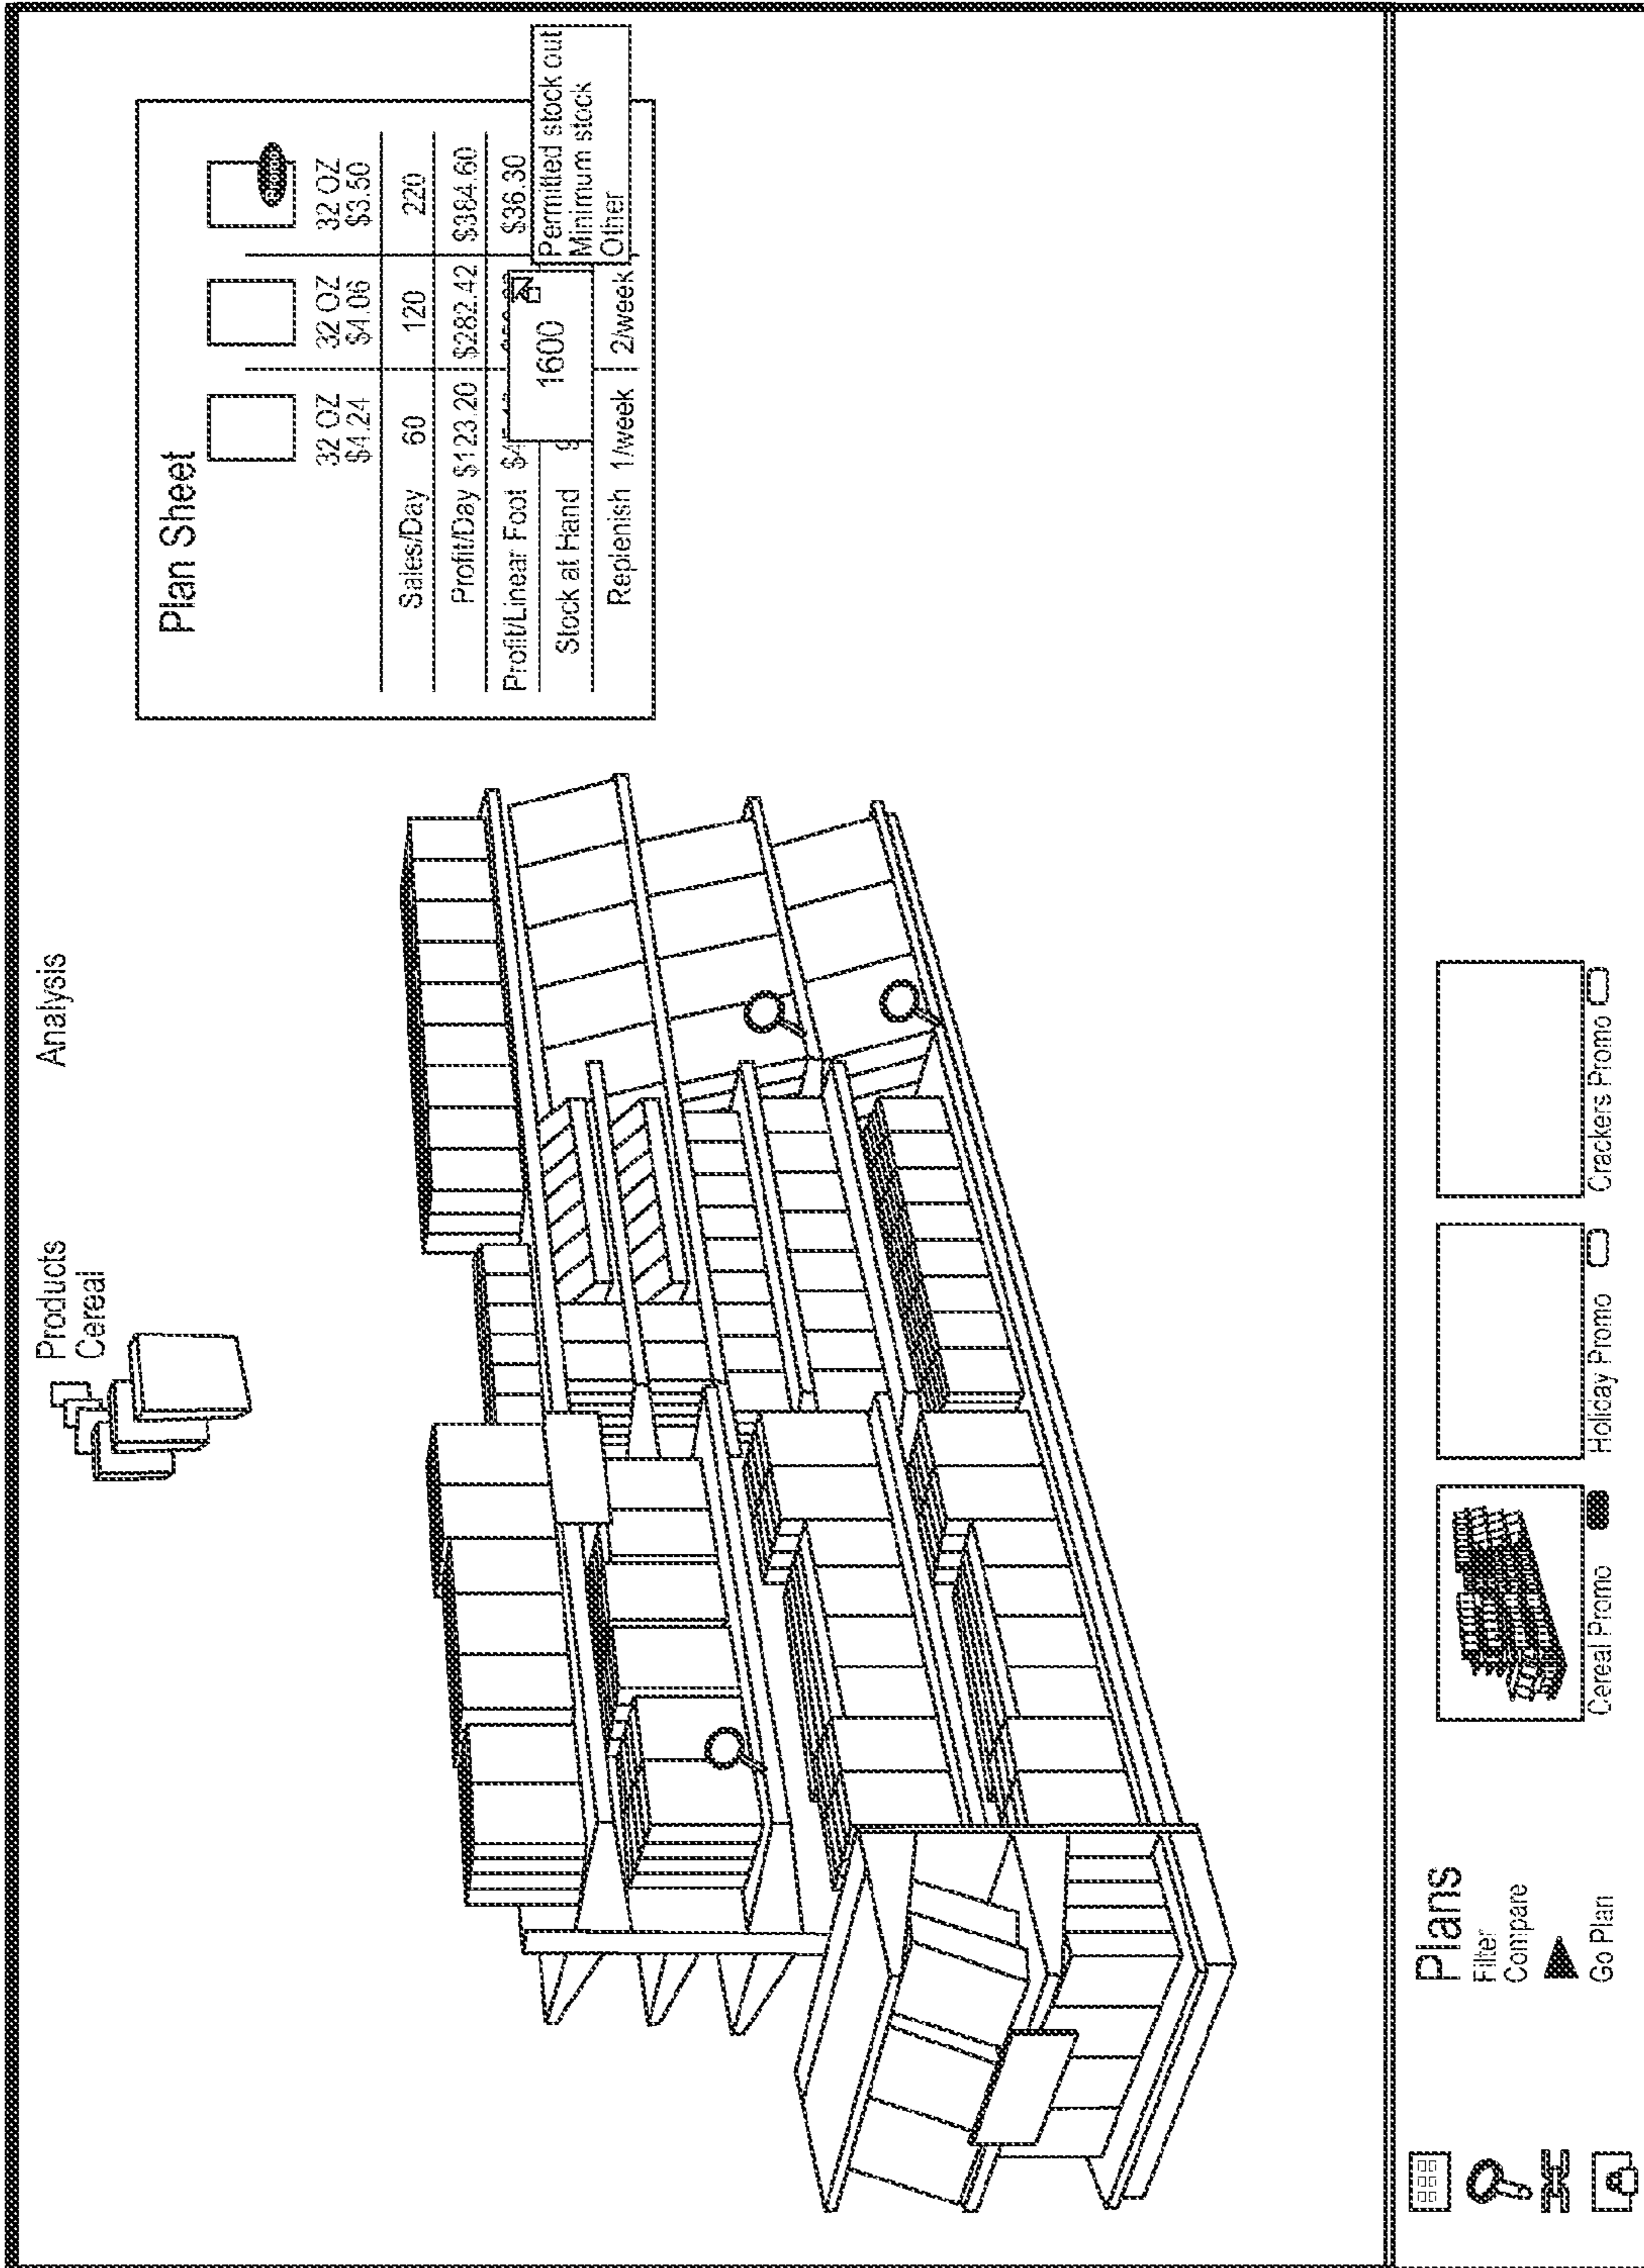 Products
Cereal
Analysis
Plan Sheet
32 OZ 32 OZ 32 OZ
$4.24 $4.06 $3.50
Sales/Day 60 120 220
Profit/Day $123.20 $282.42 $384.60
Profit/Linear Foot $36.30
Permitted stock out
Minimum stock
Other
Stock at Hand 1600
Replenish 1/week 2/week
Plans
Filter
Compare
Go Plan
Cereal Promo
Holiday Promo
Crackers Promo